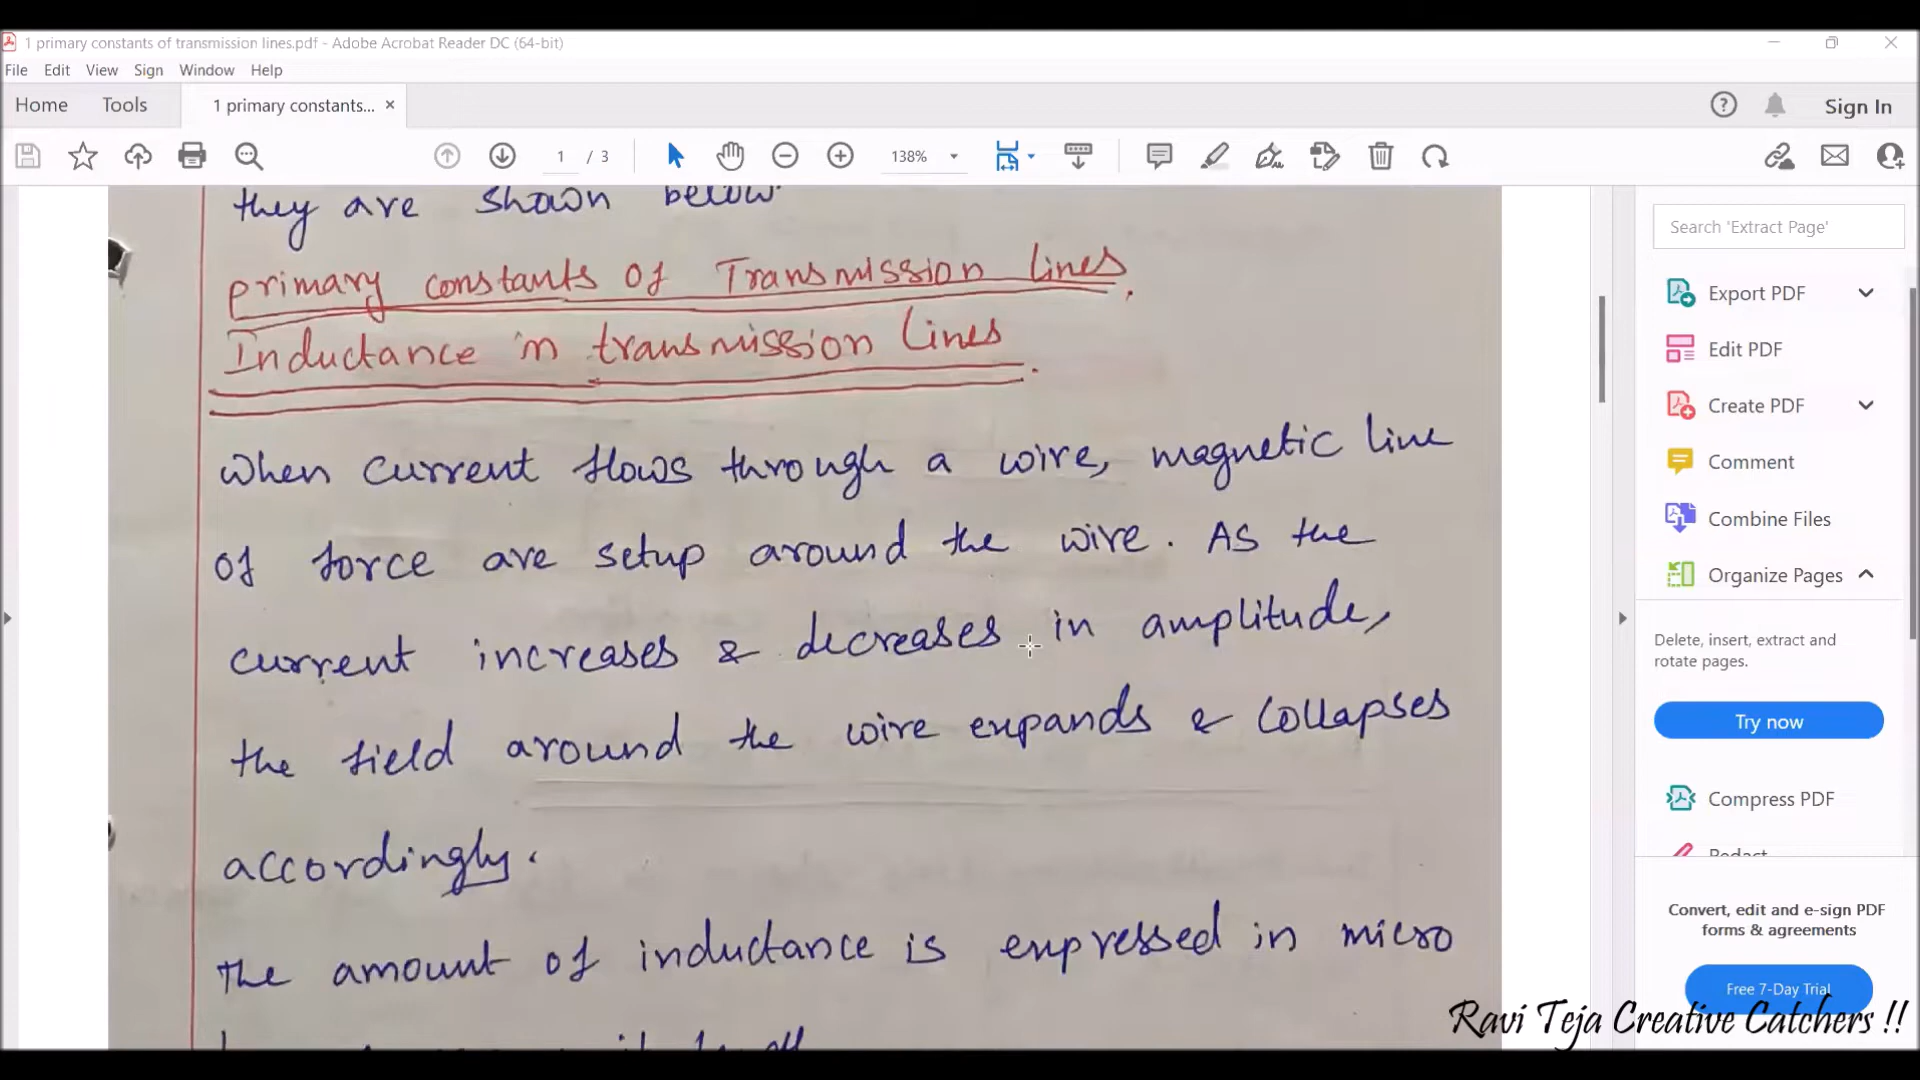 1 primary constants of transmission lines.pdf - Adobe Acrobat Reader DC (64-bit)
File Edit View Sign Window Help
Home Tools 1 primary constants... × Sign In
1 / 3 138%
they are shown below
primary constants of Transmission lines.
Inductance in transmission Lines.
When current flows through a wire, magnetic line
of force are setup around the wire. As the
current increases & decreases in amplitude,
the field around the wire expands & collapses
accordingly.
The amount of inductance is expressed in micro
Search 'Extract Page'
Export PDF
Edit PDF
Create PDF
Comment
Combine Files
Organize Pages
Delete, insert, extract and
rotate pages.
Try now
Compress PDF
Redact
Convert, edit and e-sign PDF
forms & agreements
Free 7-Day Trial
Ravi Teja Creative Catchers !!